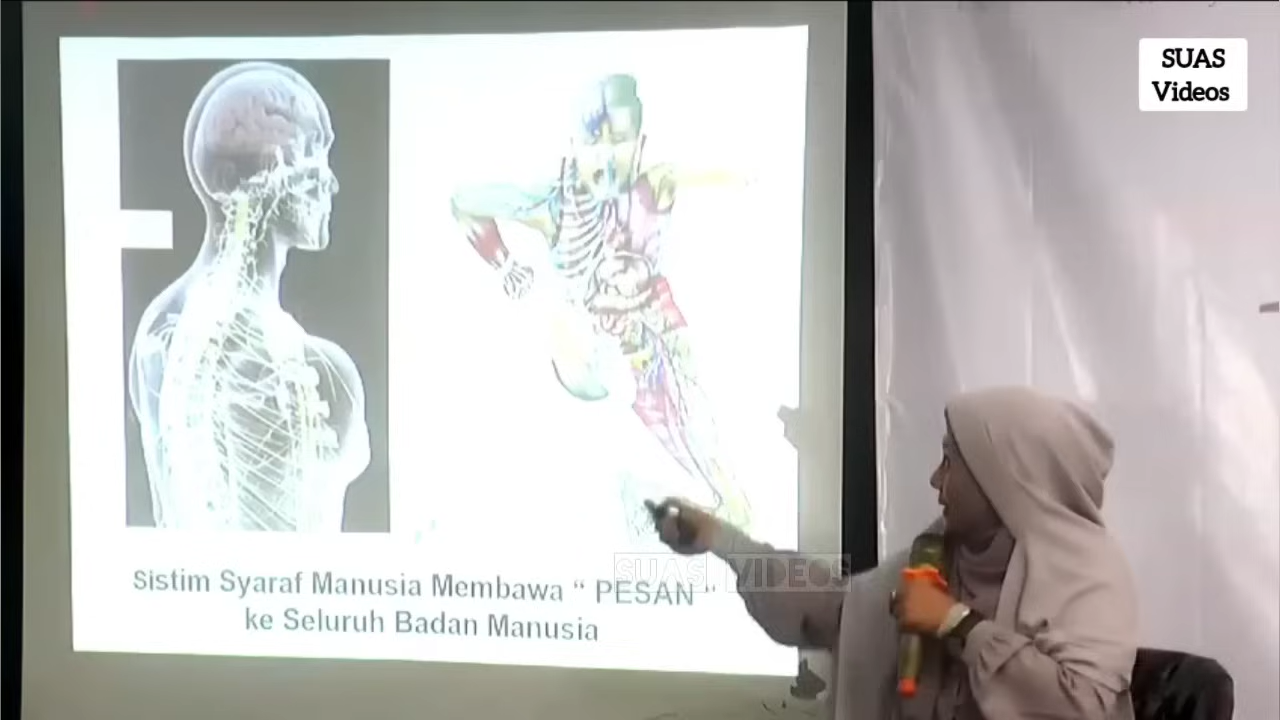 SUAS
Videos
Sistim Syaraf Manusia Membawa “ PESAN “
ke Seluruh Badan Manusia
SUAS VIDEOS